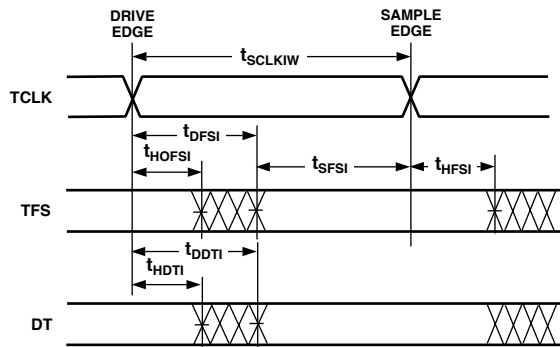 DRIVE EDGE
SAMPLE EDGE
tSCLKIW
TCLK
tDFSI
tHOFSI
tSFSI
tHFSI
TFS
tDDTI
tHDTI
DT